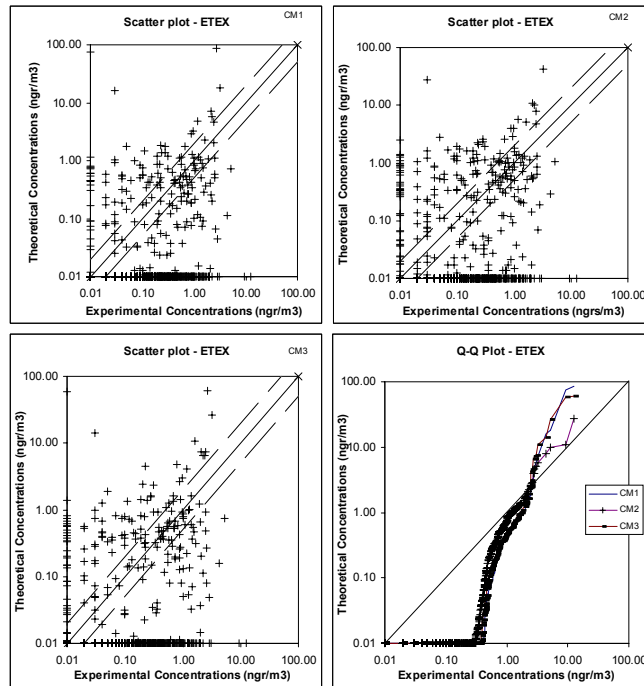 Scatter plot - ETEX
CM1
Theoretical Concentrations (ngr/m3)
100.00
10.00
1.00
0.10
0.01
0.01
0.10
1.00
10.00
100.00
Experimental Concentrations (ngr/m3)
Scatter plot - ETEX
CM2
Theoretical Concentrations (ngr/m3)
100.00
10.00
1.00
0.10
0.01
0.01
0.10
1.00
10.00
100.00
Experimental Concentrations (ngrs/m3)
Scatter plot - ETEX
CM3
Theoretical Concentrations (ngr/m3)
100.00
10.00
1.00
0.10
0.01
0.01
0.10
1.00
10.00
100.00
Experimental Concentrations (ngr/m3)
Q-Q Plot - ETEX
Theoretical Concentrations (ngr/m3)
100.00
10.00
1.00
0.10
0.01
0.01
0.10
1.00
10.00
100.00
Experimental Concentrations (ngr/m3)
CM1
CM2
CM3